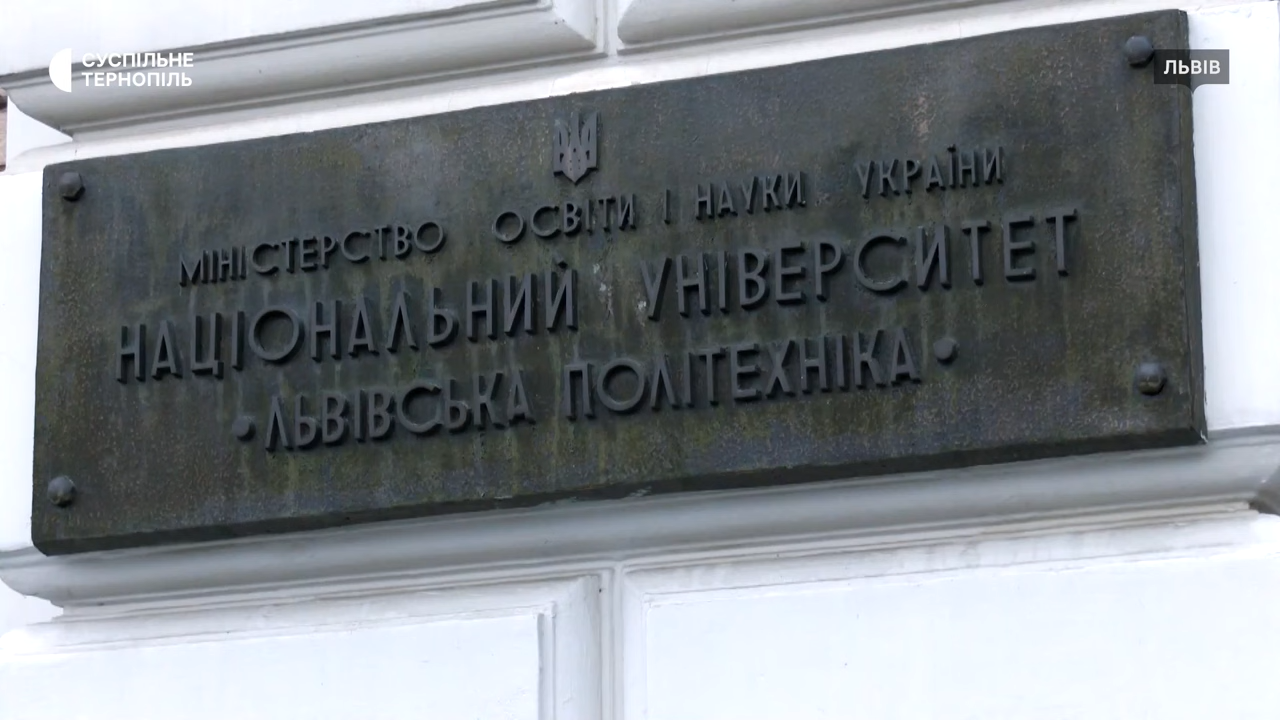 СУСПІЛЬНЕ
ТЕРНОПІЛЬ
ЛЬВІВ
МІНІСТЕРСТВО ОСВІТИ І НАУКИ УКРАЇНИ
НАЦІОНАЛЬНИЙ УНІВЕРСИТЕТ
•ЛЬВІВСЬКА ПОЛІТЕХНІКА•